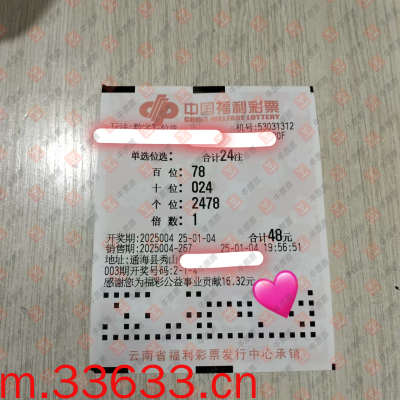 中国福利彩票
CHINA WELFARE LOTTERY
机号:53031312
单选位选: 合计24注
百 位: 78
十 位: 024
个 位: 2478
倍 数: 1
开奖期:2025004 25-01-04 合计48元
销售期:2025004-267 25-01-04 19:56:51
地址:通海县秀山
003期开奖号码:2-1-4
感谢您为福彩公益事业贡献16.32元
云南省福利彩票发行中心承销
m.33633.cn